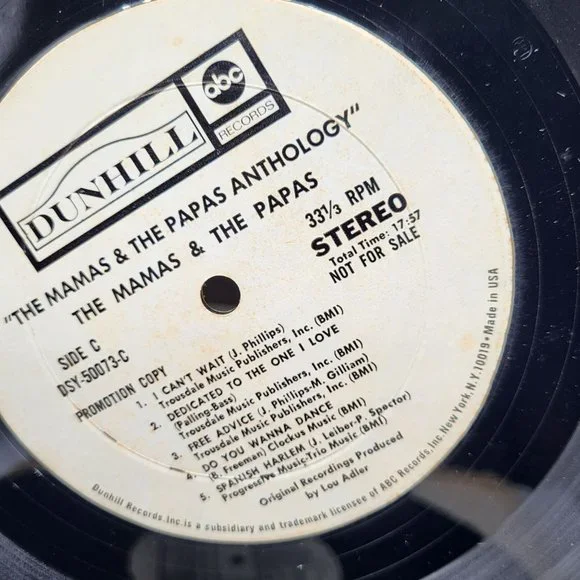 DUNHILL
abc
RECORDS
"THE MAMAS & THE PAPAS ANTHOLOGY"
THE MAMAS & THE PAPAS
SIDE C
DSY-50073-C
PROMOTION COPY
33⅓ RPM
STEREO
Total Time: 17:57
NOT FOR SALE
1. I CAN'T WAIT (J. Phillips)
Trousdale Music Publishers, Inc. (BMI)
2. DEDICATED TO THE ONE I LOVE
(Palling-Bass)
Trousdale Music Publishers, Inc. (BMI)
3. FREE ADVICE (J. Phillips-M. Gilliam)
Trousdale Music Publishers, Inc. (BMI)
4. DO YOU WANNA DANCE
(B. Freeman) Clockus Music (BMI)
5. SPANISH HARLEM (J. Leiber-P. Spector)
Progressive Music-Trio Music (BMI)
Original Recordings Produced
by Lou Adler
Dunhill Records, Inc. is a subsidiary and trademark licensee of ABC Records, Inc. New York, N.Y. 10019 • Made in USA